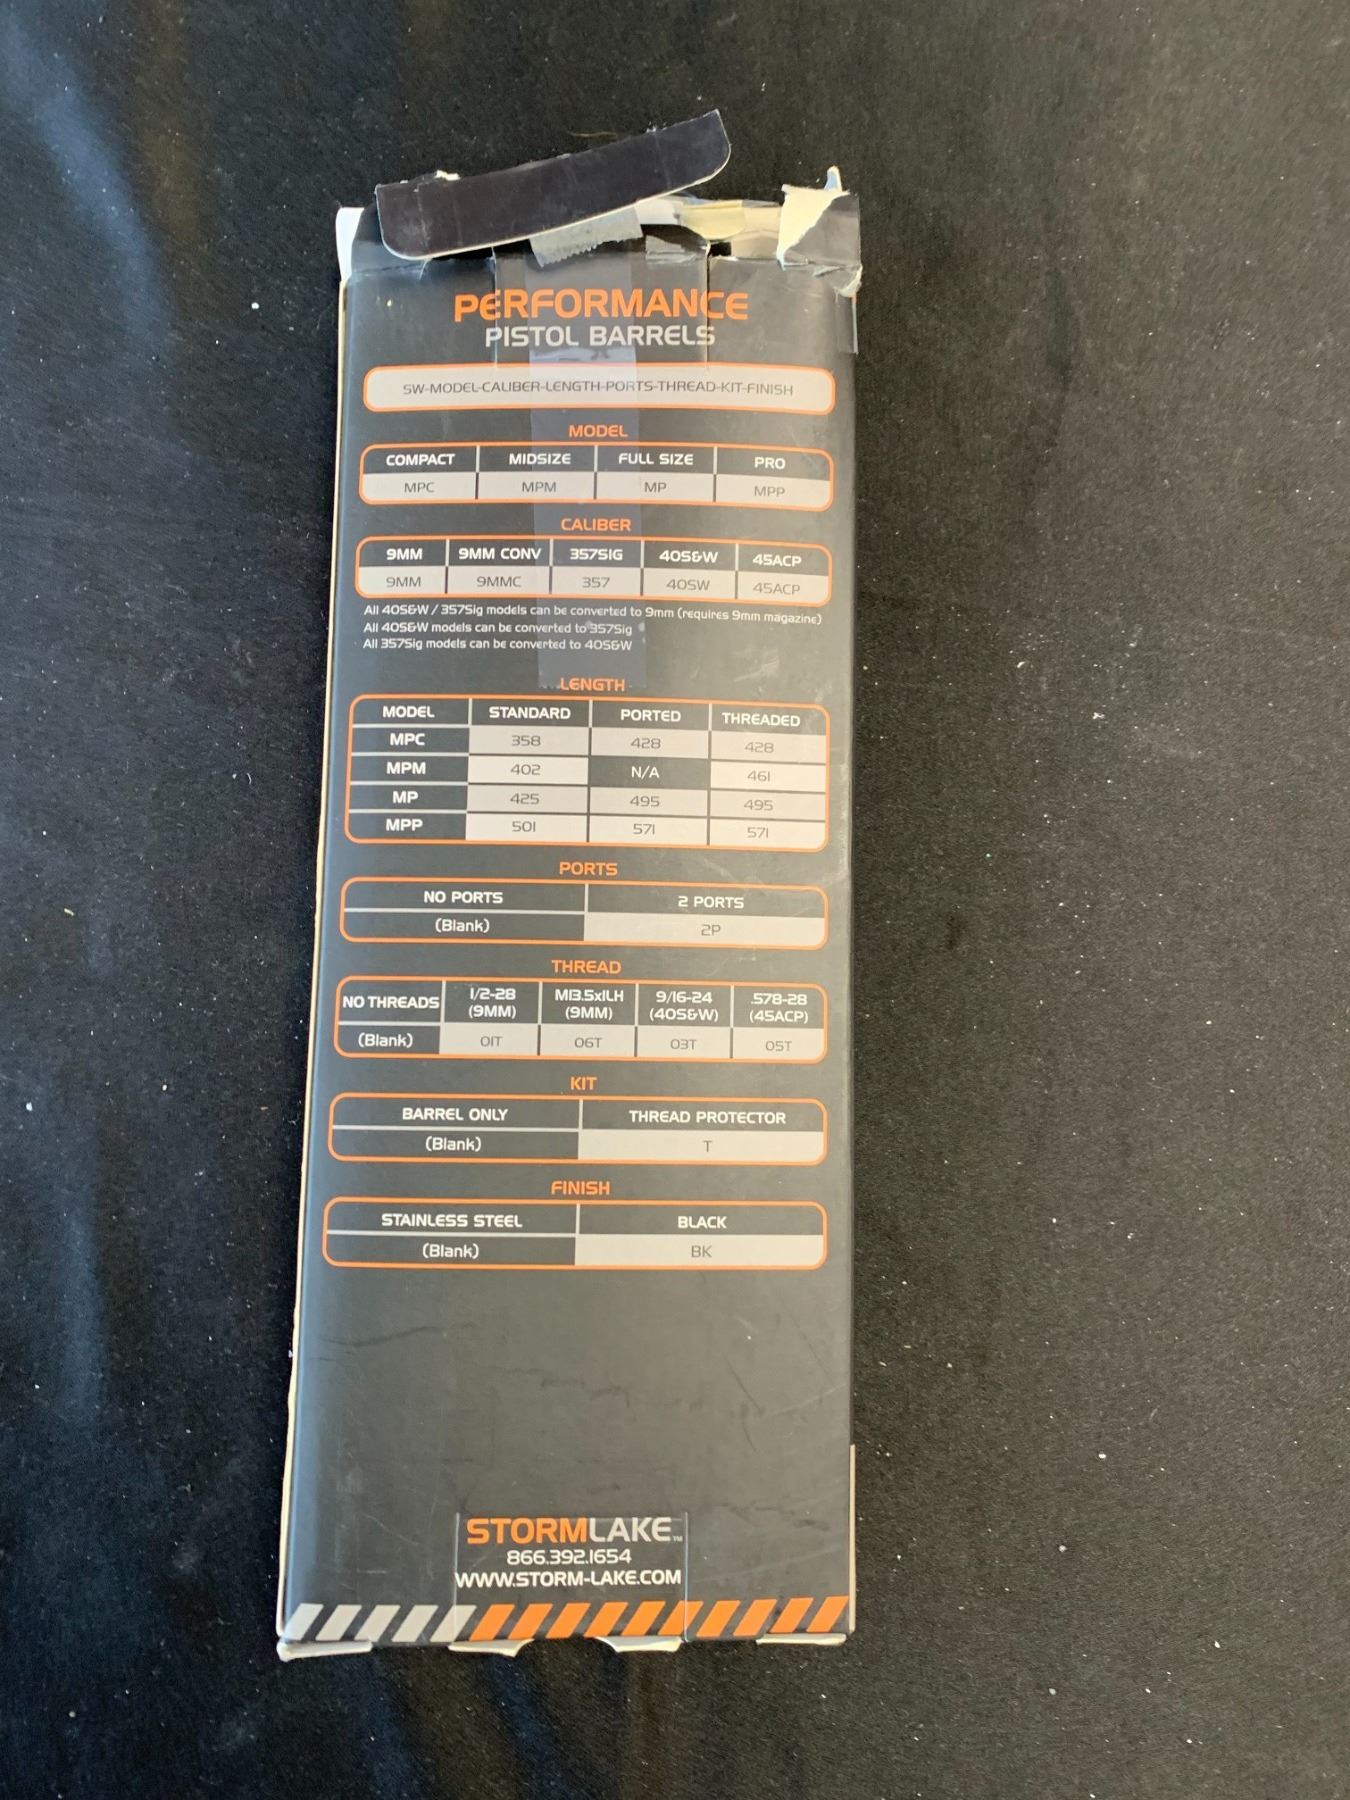 PERFORMANCE
PISTOL BARRELS
SW-MODEL-CALIBER-LENGTH-PORTS-THREAD-KIT-FINISH
MODEL
COMPACT MIDSIZE FULL SIZE PRO
MPC MPM MP MPP
CALIBER
9MM 9MM CONV 357SIG 40S&W 45ACP
9MM 9MMC 357 40SW 45ACP
All 40S&W / 357Sig models can be converted to 9mm (requires 9mm magazine)
All 40S&W models can be converted to 357Sig
All 357Sig models can be converted to 40S&W
LENGTH
MODEL STANDARD PORTED THREADED
MPC 358 428 428
MPM 402 N/A 461
MP 425 495 495
MPP 501 571 571
PORTS
NO PORTS 2 PORTS
(Blank) 2P
THREAD
NO THREADS 1/2-28 (9MM) M13.5x1LH (9MM) 9/16-24 (40S&W) .578-28 (45ACP)
(Blank) 01T 06T 03T 05T
KIT
BARREL ONLY THREAD PROTECTOR
(Blank) T
FINISH
STAINLESS STEEL BLACK
(Blank) BK
STORMLAKE™
866.392.1654
WWW.STORM-LAKE.COM